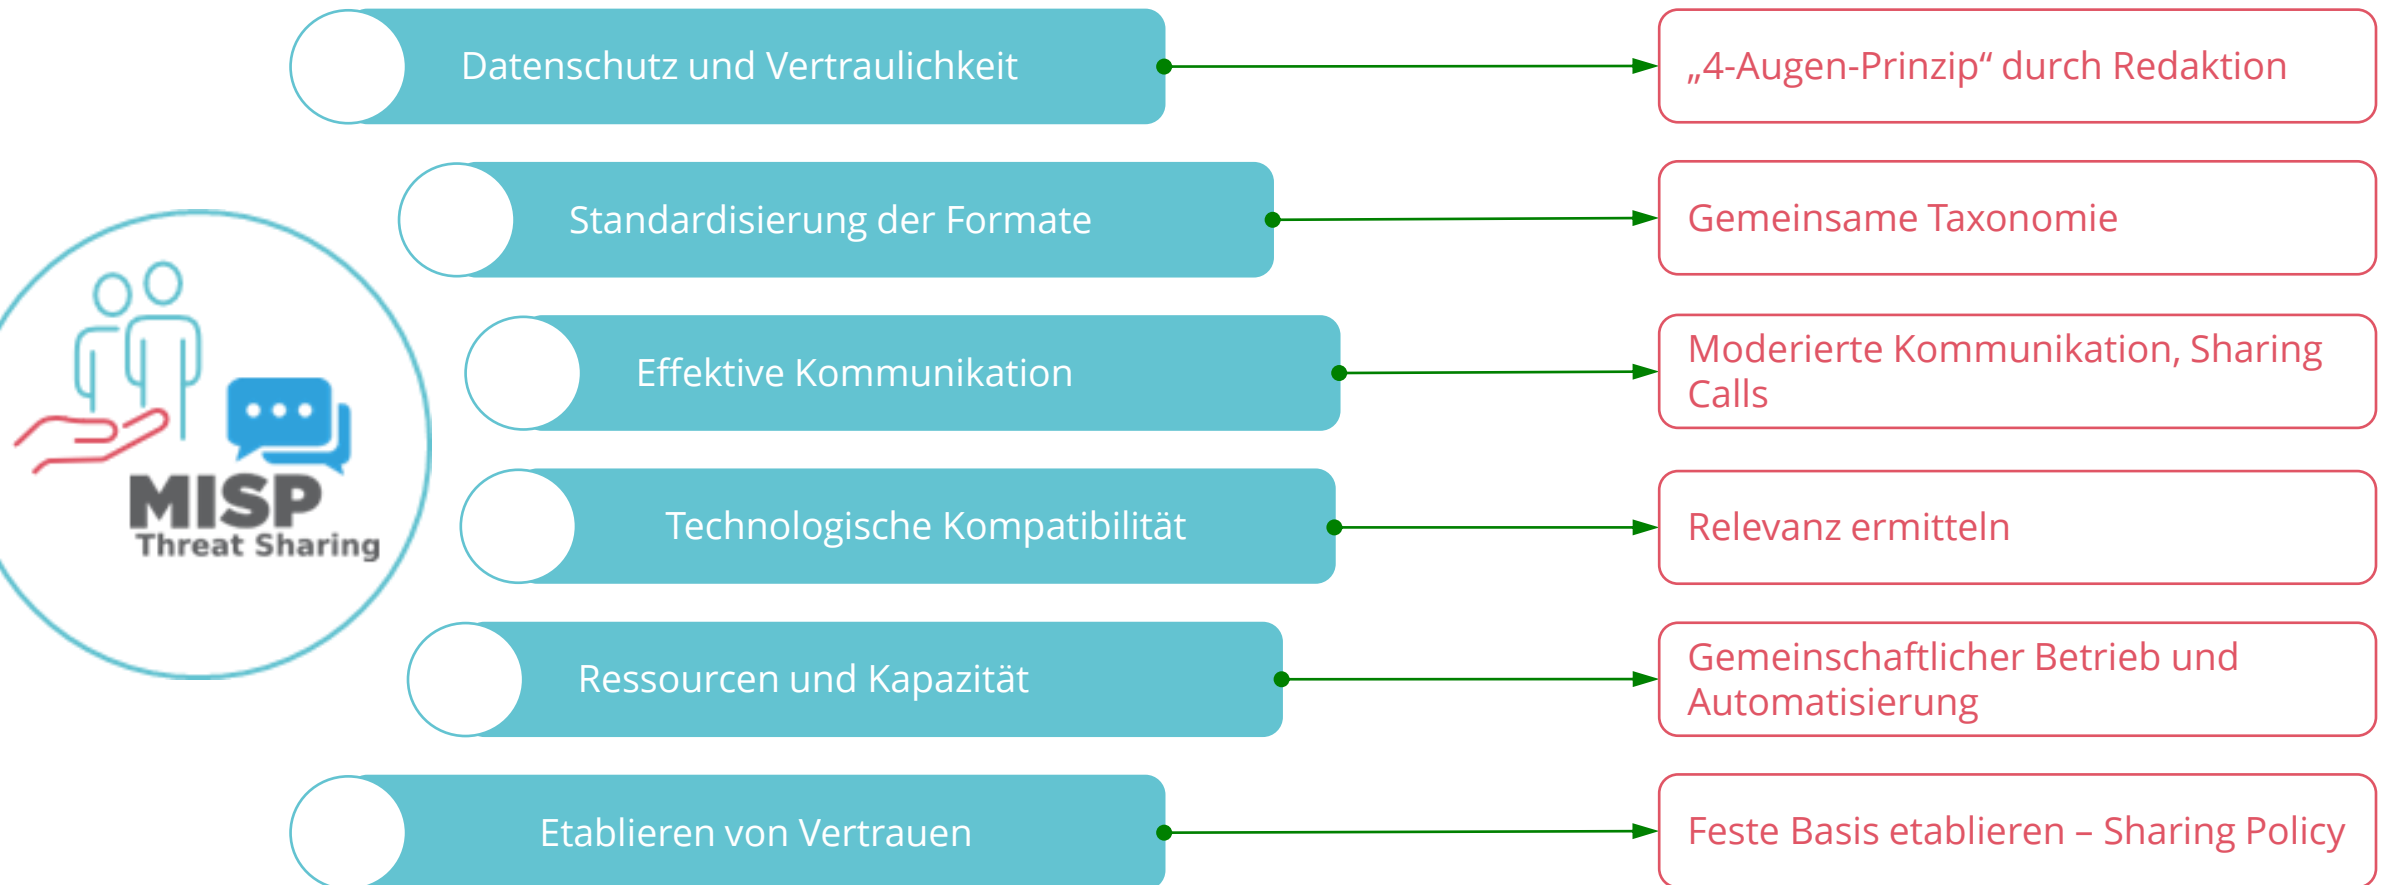 Datenschutz und Vertraulichkeit
„4-Augen-Prinzip“ durch Redaktion
Standardisierung der Formate
Gemeinsame Taxonomie
Effektive Kommunikation
Moderierte Kommunikation, Sharing
Calls
MISP
Threat Sharing
Technologische Kompatibilität
Relevanz ermitteln
Ressourcen und Kapazität
Gemeinschaftlicher Betrieb und
Automatisierung
Etablieren von Vertrauen
Feste Basis etablieren – Sharing Policy